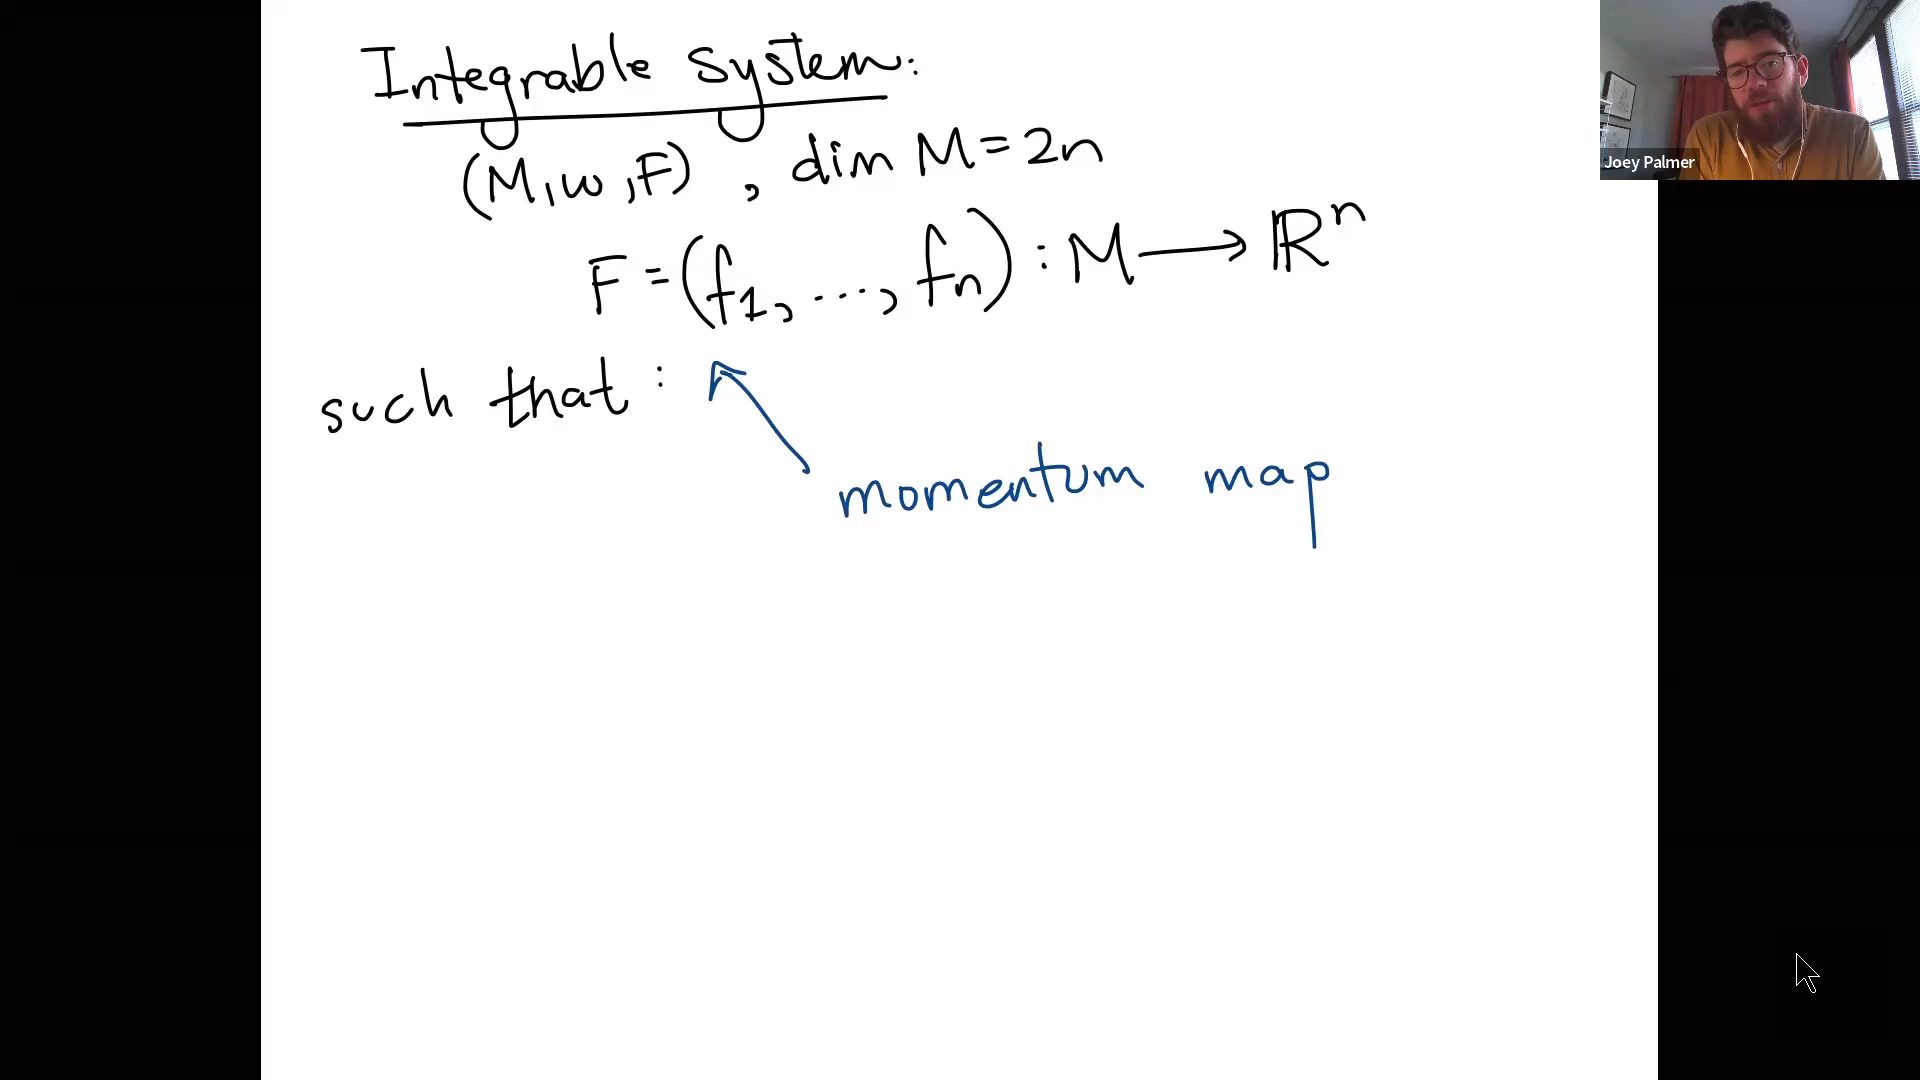 Integrable System:
(M, ω, F), dim M = 2n
F = (f₁, ..., fₙ) : M ⟶ ℝⁿ
such that :
momentum map
Joey Palmer